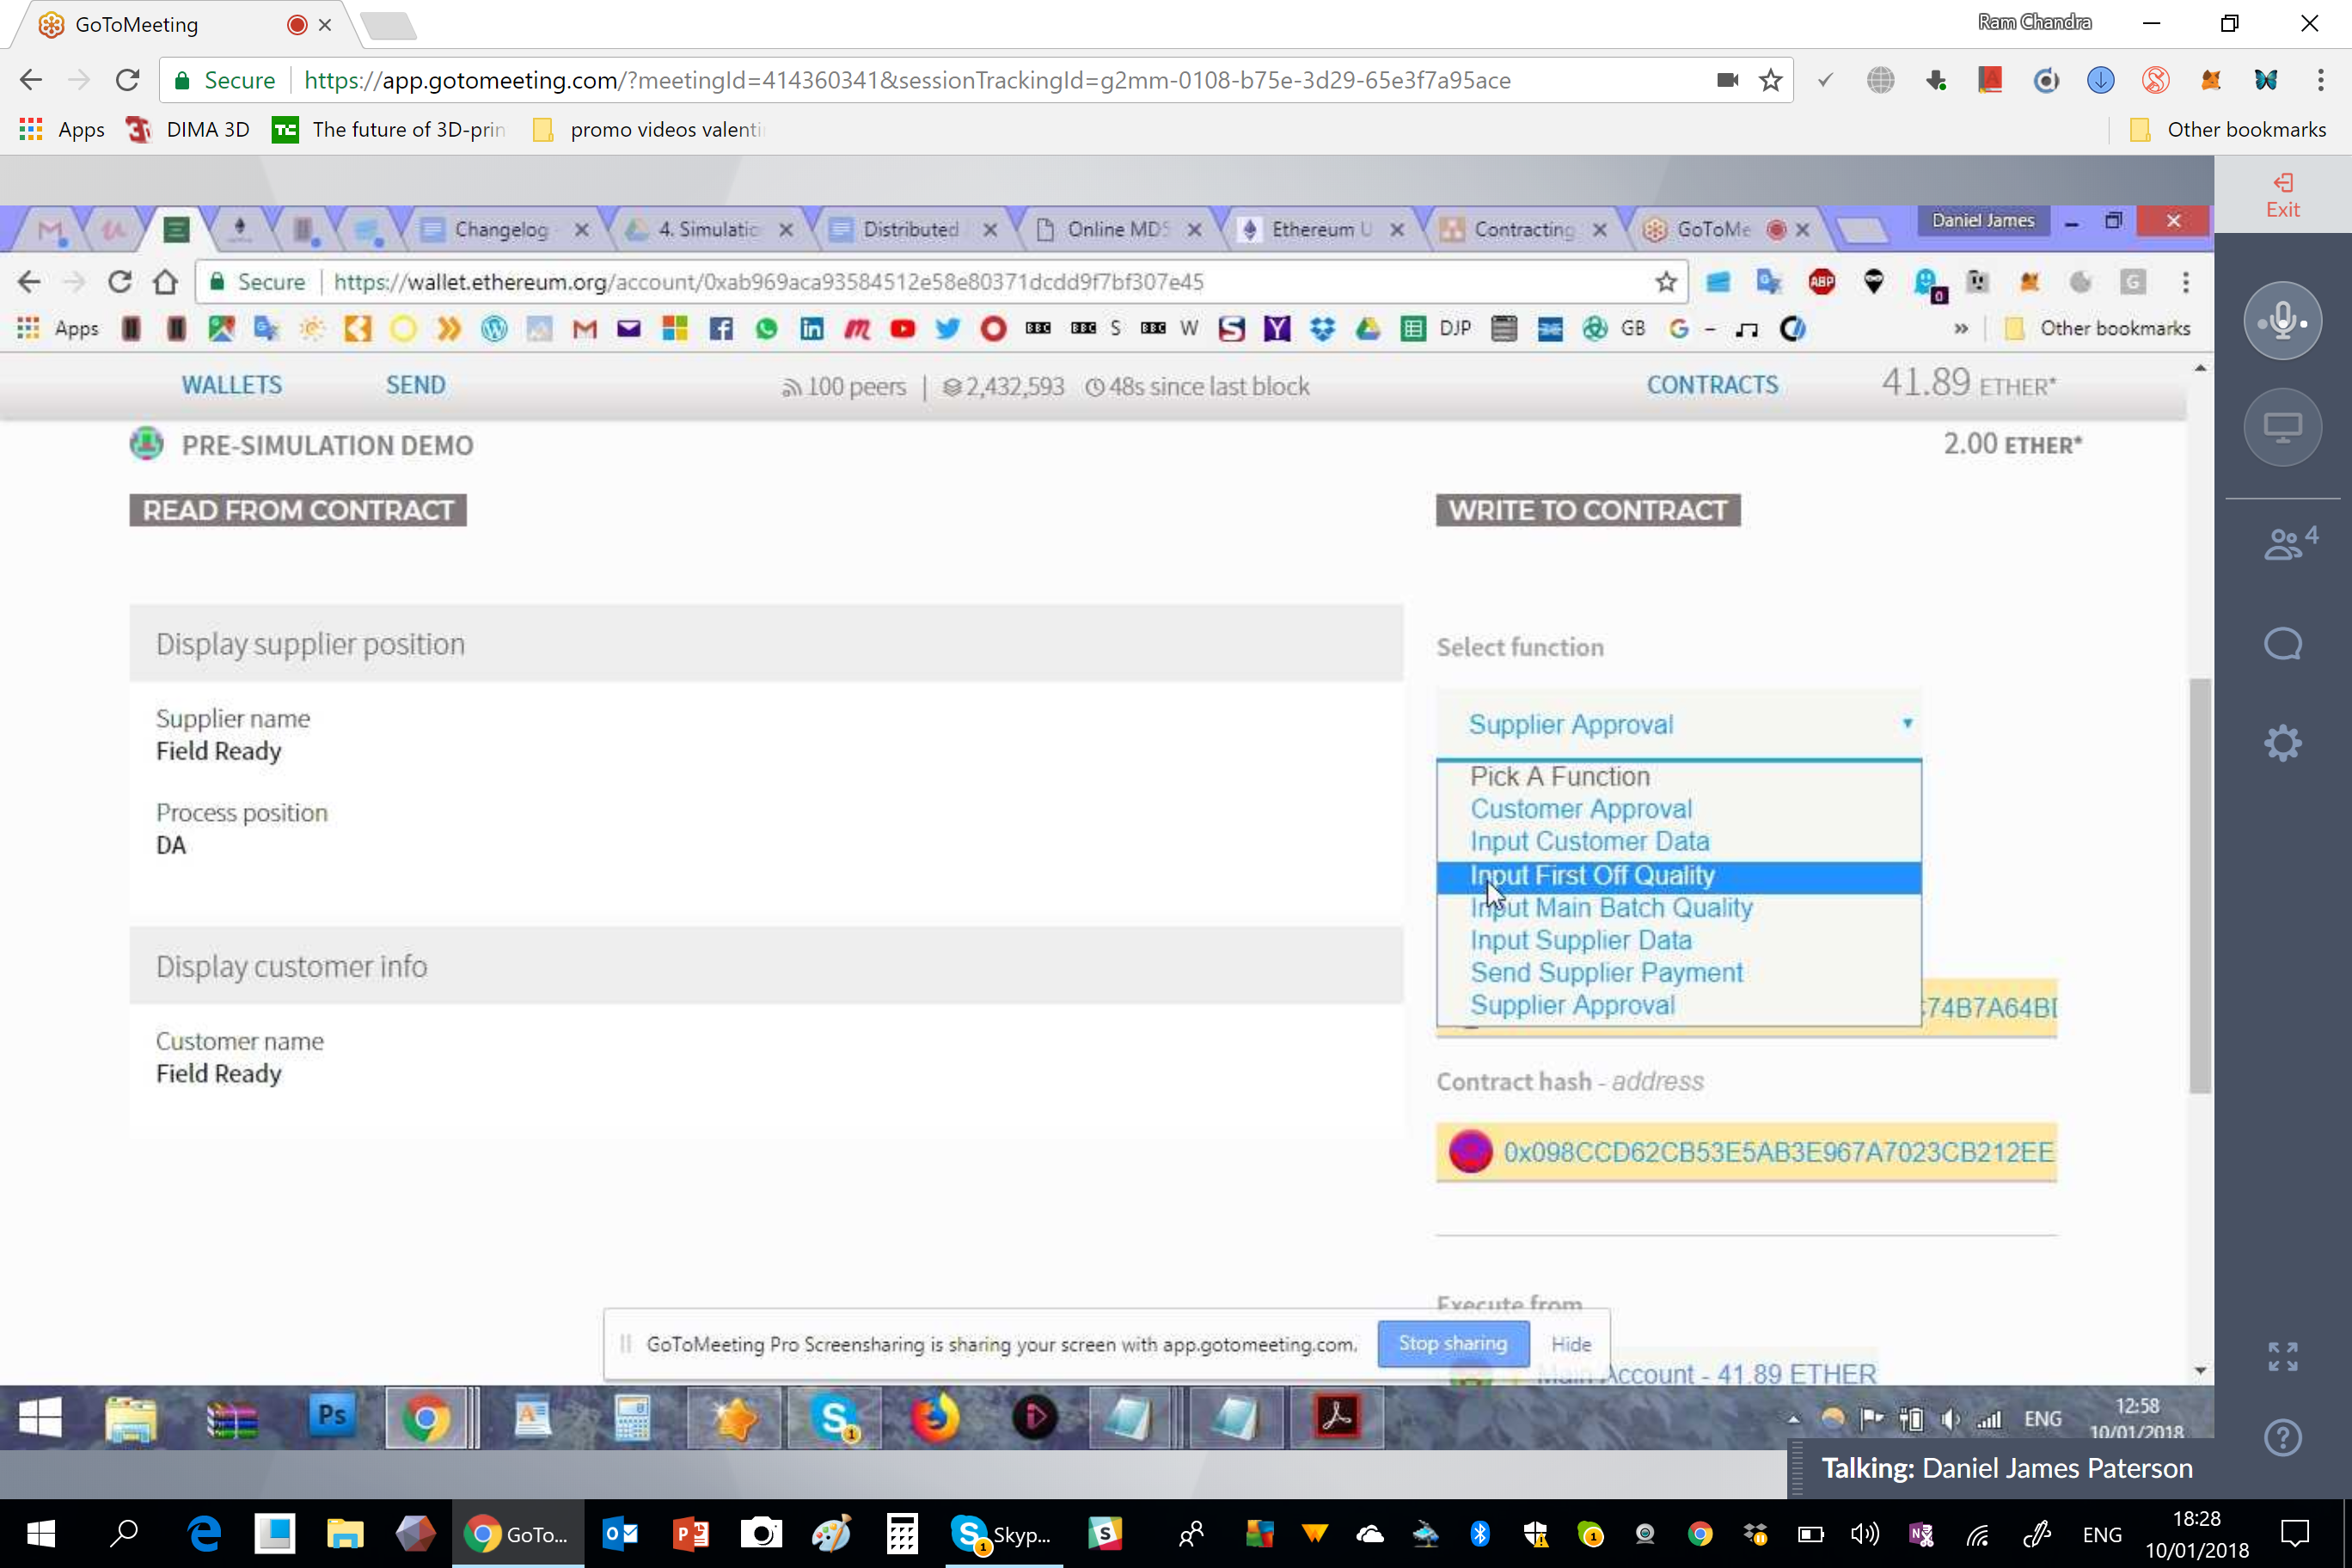 GoToMeeting
Ram Chandra
Secure
https://app.gotomeeting.com/?meetingId=414360341&sessionTrackingId=g2mm-0108-b75e-3d29-65e3f7a95ace
Apps
DIMA 3D
TC
The future of 3D-prin
promo videos valenti
Other bookmarks
Exit
Changelog
4. Simulatio
Distributed
Online MD5
Ethereum U
Contracting
GoToMe
Daniel James
Secure
https://wallet.ethereum.org/account/0xab969aca93584512e58e80371dcdd9f7bf307e45
ABP
0
G
Apps
BBC
BBC S
BBC W
DJP
GB
G –
Other bookmarks
WALLETS
SEND
100 peers | 2,432,593 48s since last block
CONTRACTS
41.89 ETHER*
PRE-SIMULATION DEMO
2.00 ETHER*
READ FROM CONTRACT
WRITE TO CONTRACT
4
Display supplier position
Select function
Supplier name
Field Ready
Supplier Approval
Process position
DA
Pick A Function
Customer Approval
Input Customer Data
Input First Off Quality
Input Main Batch Quality
Input Supplier Data
Send Supplier Payment
Supplier Approval
Display customer info
74B7A64B
Customer name
Field Ready
Contract hash - address
0x098CCD62CB53E5AB3E967A7023CB212EE
Execute from
GoToMeeting Pro Screensharing is sharing your screen with app.gotomeeting.com.
Stop sharing
Hide
Main Account - 41.89 ETHER
Ps
S
1
ENG
12:58
10/01/2018
Talking: Daniel James Paterson
GoTo...
Skyp...
ENG
18:28
10/01/2018